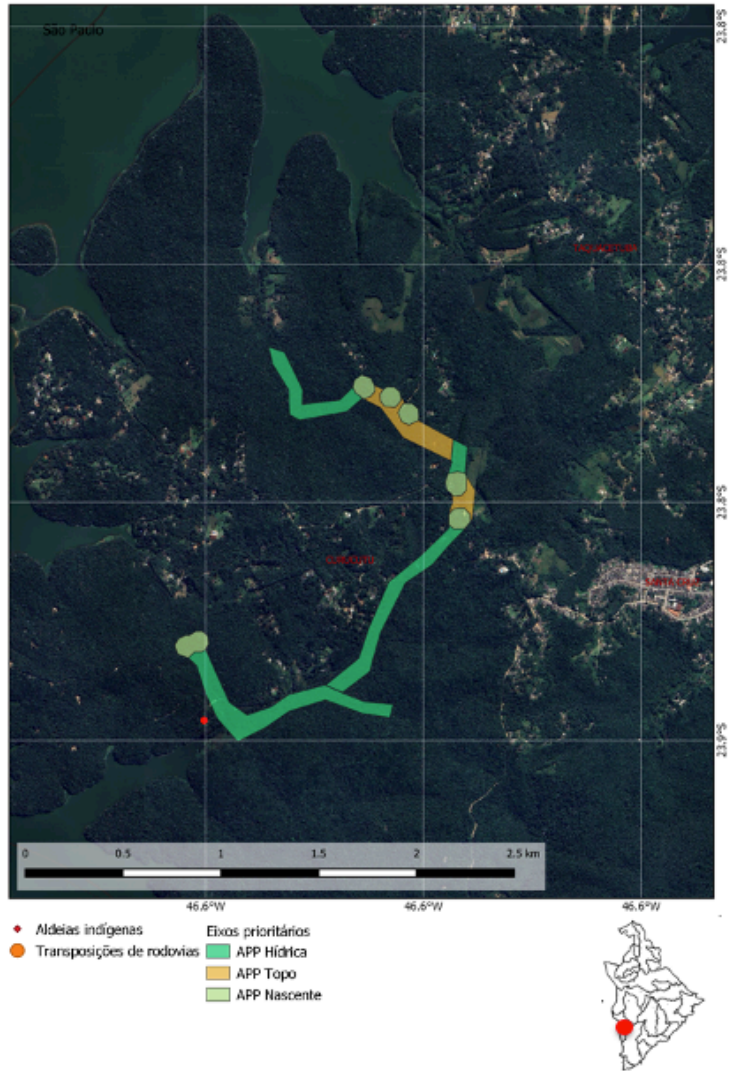 São Paulo
23.8°S
23.8°S
23.8°S
23.9°S
0 0.5 1 1.5 2 2.5 km
46.6°W 46.6°W 46.6°W
Aldeias indígenas
Transposições de rodovias
Eixos prioritários
APP Hídrica
APP Topo
APP Nascente